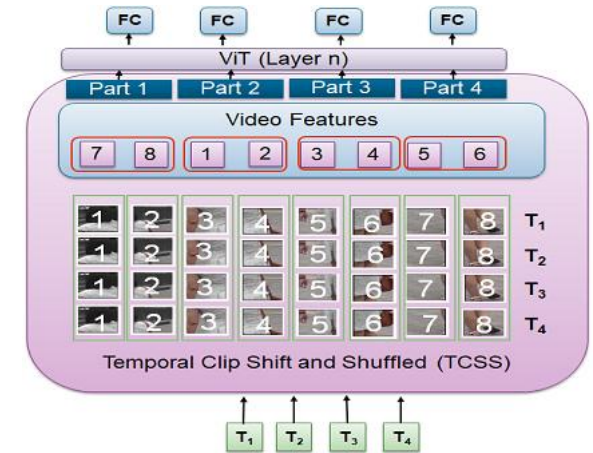 FC FC FC FC
ViT (Layer n)
Part 1 Part 2 Part 3 Part 4
Video Features
7 8 1 2 3 4 5 6
1 2 3 4 5 6 7 8 T1
1 2 3 4 5 6 7 8 T2
1 2 3 4 5 6 7 8 T3
1 2 3 4 5 6 7 8 T4
Temporal Clip Shift and Shuffled (TCSS)
T1 T2 T3 T4